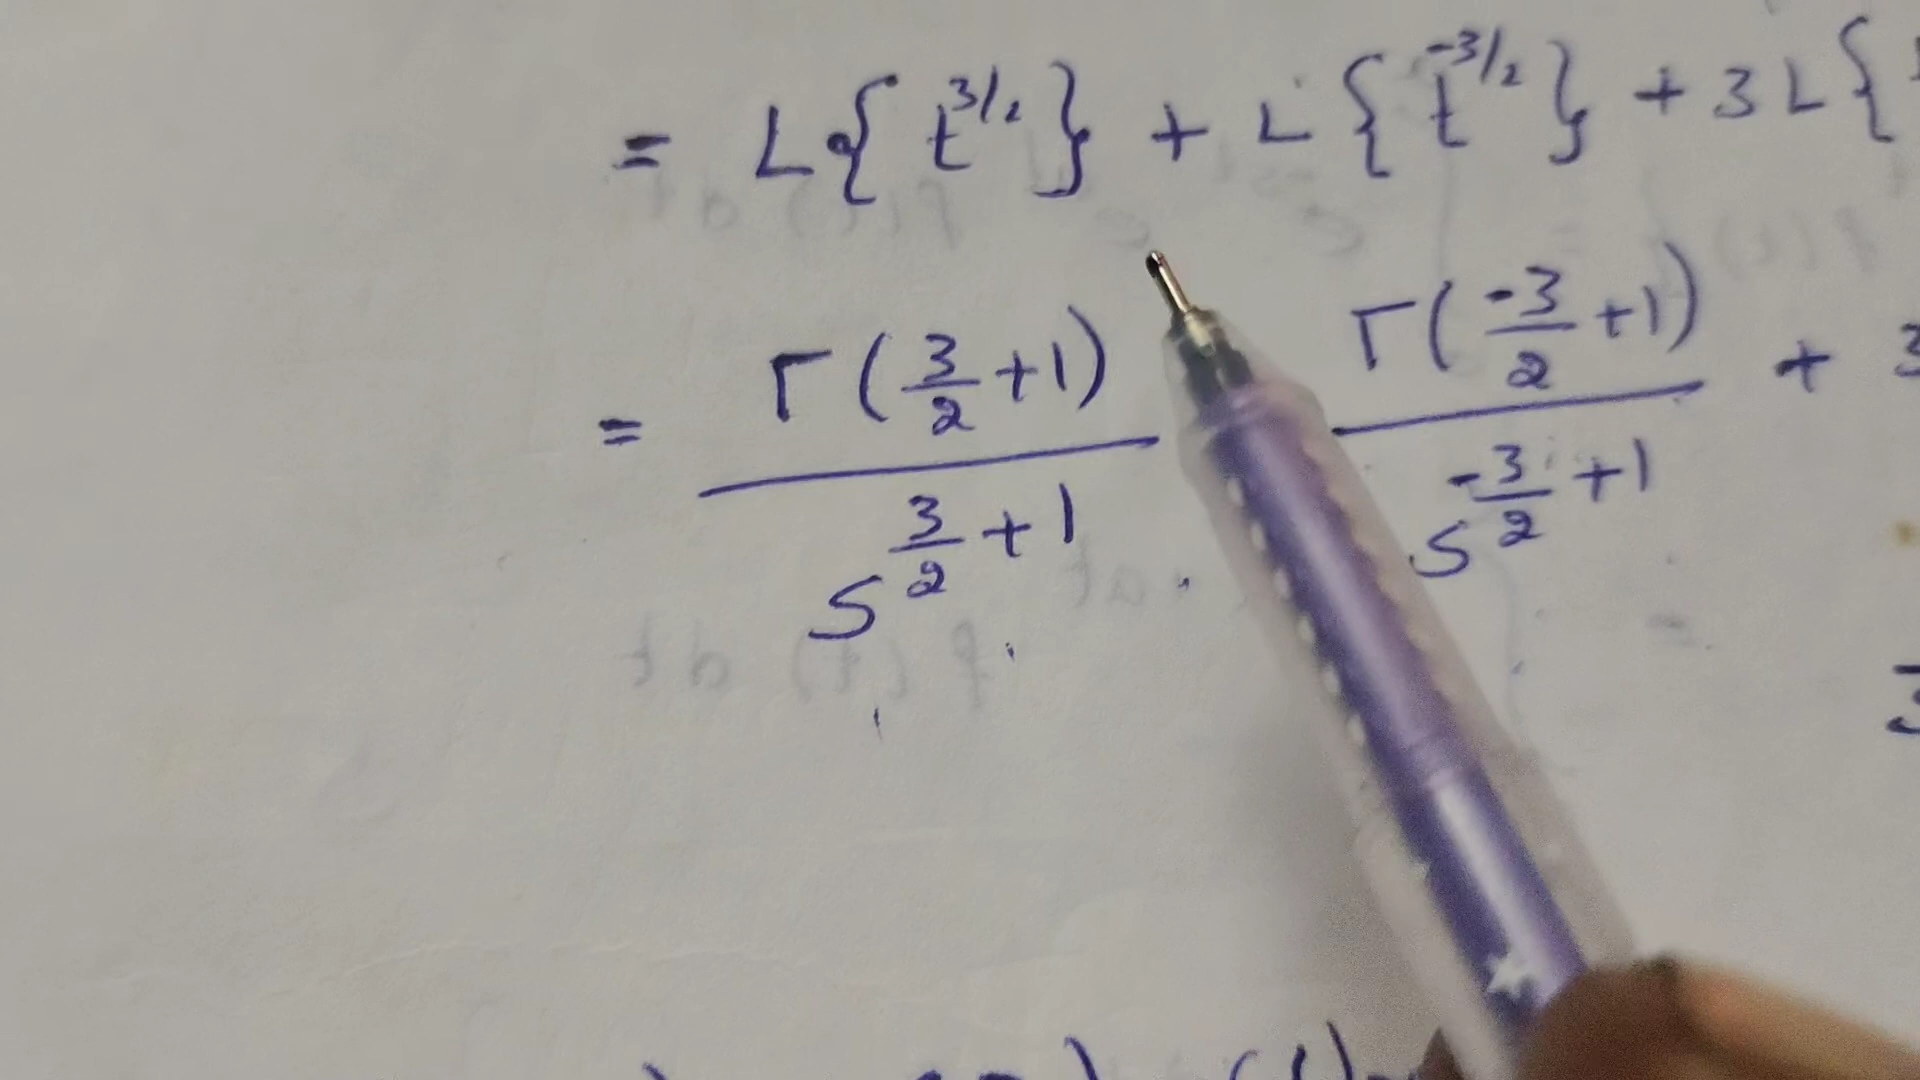 = L{t^{3/2}} + L{t^{-3/2}} + 3L{
= Γ(3/2+1) / S^{3/2+1} Γ(-3/2+1) / S^{-3/2+1} + 3